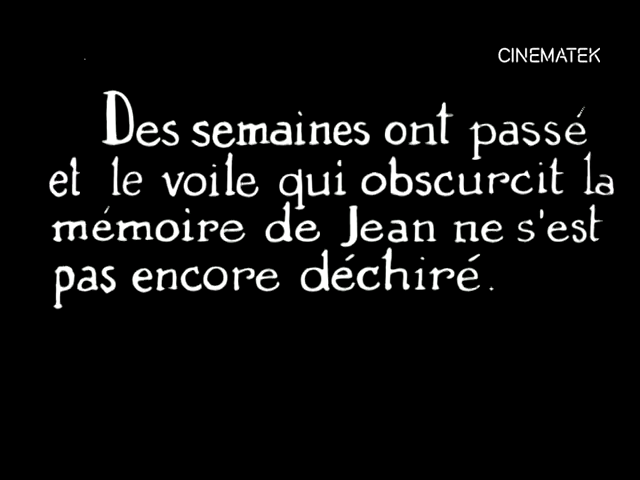 CINEMATEK
Des semaines ont passé
et le voile qui obscurcit la
mémoire de Jean ne s'est
pas encore déchiré.